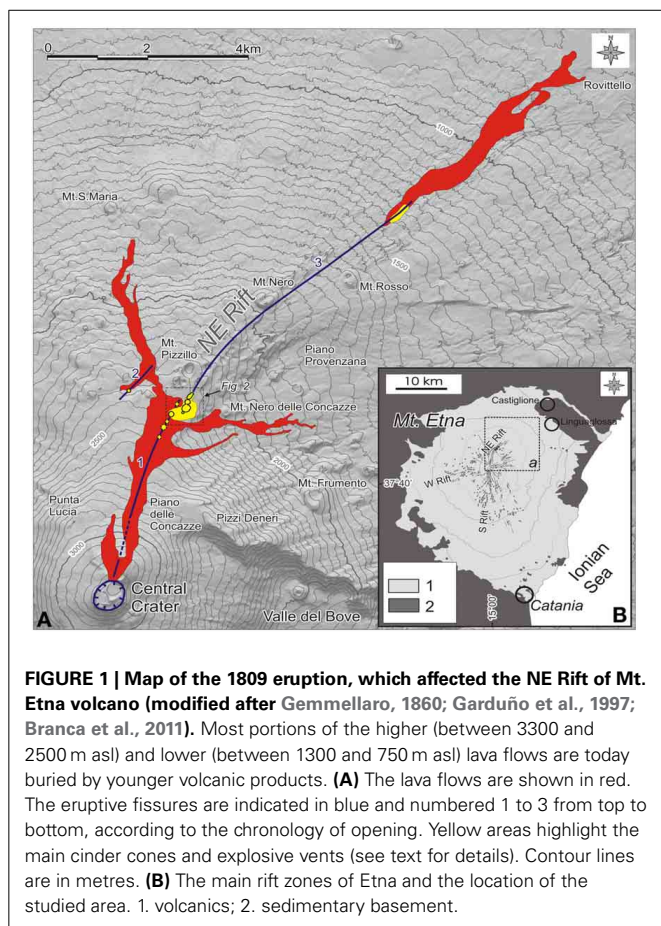 0 2 4km
N
Rovittello
1000
Mt.S.Maria
1500
3
Mt.Nero
Mt.Rosso
NE Rift
Mt.
Pizzillo
Piano
Provenzana
2
Fig. 2
Mt. Nero delle Concazze
2500
2000
1
Mt. Frumento
Punta
Lucia
Piano
delle
Concazze
Pizzi Deneri
3000
Central
Crater
Valle del Bove
A
10 km
N
Castiglione
Mt. Etna
Linguaglossa
NE Rift
a
37°40'
W Rift
S Rift
Ionian
Sea
1
2
15°00'
Catania
B
FIGURE 1 | Map of the 1809 eruption, which affected the NE Rift of Mt.
Etna volcano (modified after Gemmellaro, 1860; Garduño et al., 1997;
Branca et al., 2011). Most portions of the higher (between 3300 and
2500 m asl) and lower (between 1300 and 750 m asl) lava flows are today
buried by younger volcanic products. (A) The lava flows are shown in red.
The eruptive fissures are indicated in blue and numbered 1 to 3 from top to
bottom, according to the chronology of opening. Yellow areas highlight the
main cinder cones and explosive vents (see text for details). Contour lines
are in metres. (B) The main rift zones of Etna and the location of the
studied area. 1. volcanics; 2. sedimentary basement.